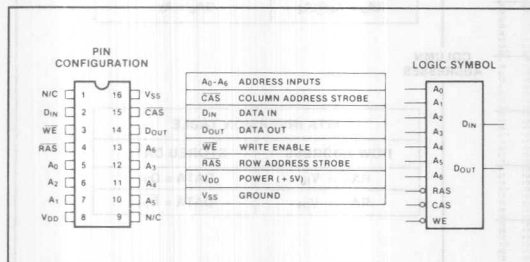 PIN
CONFIGURATION
N/C 1 16 VSS
DIN 2 15 CAS
WE 3 14 DOUT
RAS 4 13 A6
A0 5 12 A3
A2 6 11 A4
A1 7 10 A5
VDD 8 9 N/C
A0-A6 ADDRESS INPUTS
CAS COLUMN ADDRESS STROBE
DIN DATA IN
DOUT DATA OUT
WE WRITE ENABLE
RAS ROW ADDRESS STROBE
VDD POWER (+5V)
VSS GROUND
LOGIC SYMBOL
A0
A1
A2
A3
A4
A5
A6
RAS
CAS
WE
DIN
DOUT